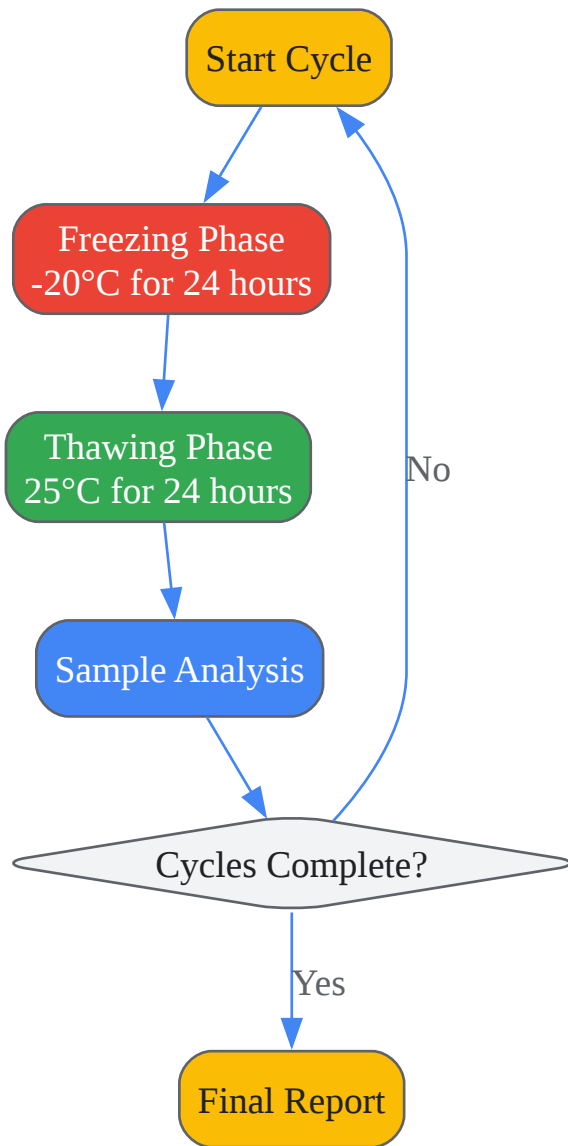 Start Cycle
Freezing Phase
-20°C for 24 hours
Thawing Phase
25°C for 24 hours
No
Sample Analysis
Cycles Complete?
Yes
Final Report